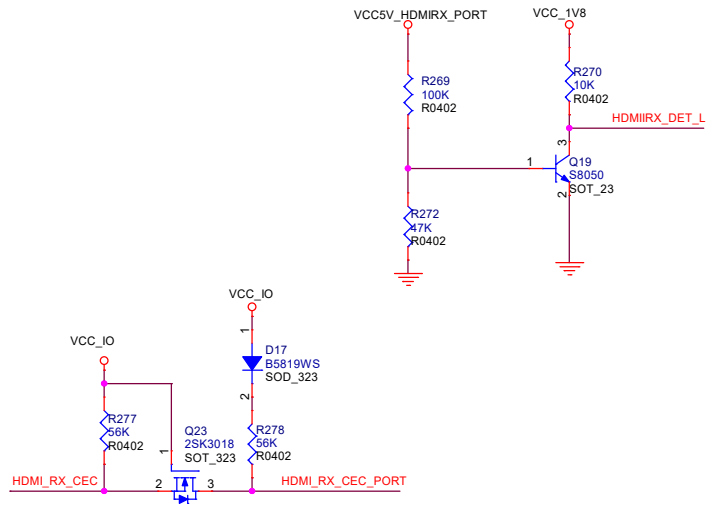 VCC5V_HDMIRX_PORT
VCC_1V8
R269
100K
R0402
R270
10K
R0402
HDMIIRX_DET_L
3
1
Q19
S8050
SOT_23
2
R272
47K
R0402
VCC_IO
VCC_IO
1
D17
B5819WS
SOD_323
2
R277
56K
R0402
Q23
2SK3018
SOT_323
1
R278
56K
R0402
HDMI_RX_CEC
2
3
HDMI_RX_CEC_PORT